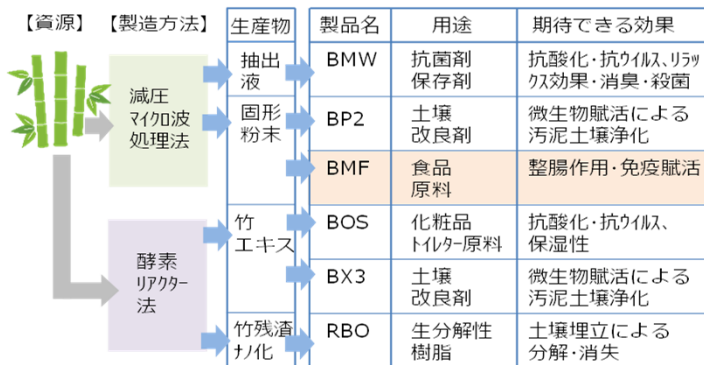 【資源】 【製造方法】 生産物 製品名 用途 期待できる効果
減圧
マイクロ波
処理法
酵素
リアクター
法
抽出
液
固形
粉末
竹
エキス
竹残渣
ナノ化
BMW 抗菌剤 抗酸化・抗ウイルス、リラッ
保存剤 クス効果・消臭・殺菌
BP2 土壌 微生物賦活による
改良剤 汚泥土壌浄化
BMF 食品 整腸作用・免疫賦活
原料
BOS 化粧品 抗酸化・抗ウイルス、
トイレター原料 保湿性
BX3 土壌 微生物賦活による
改良剤 汚泥土壌浄化
RBO 生分解性 土壌埋立による
樹脂 分解・消失